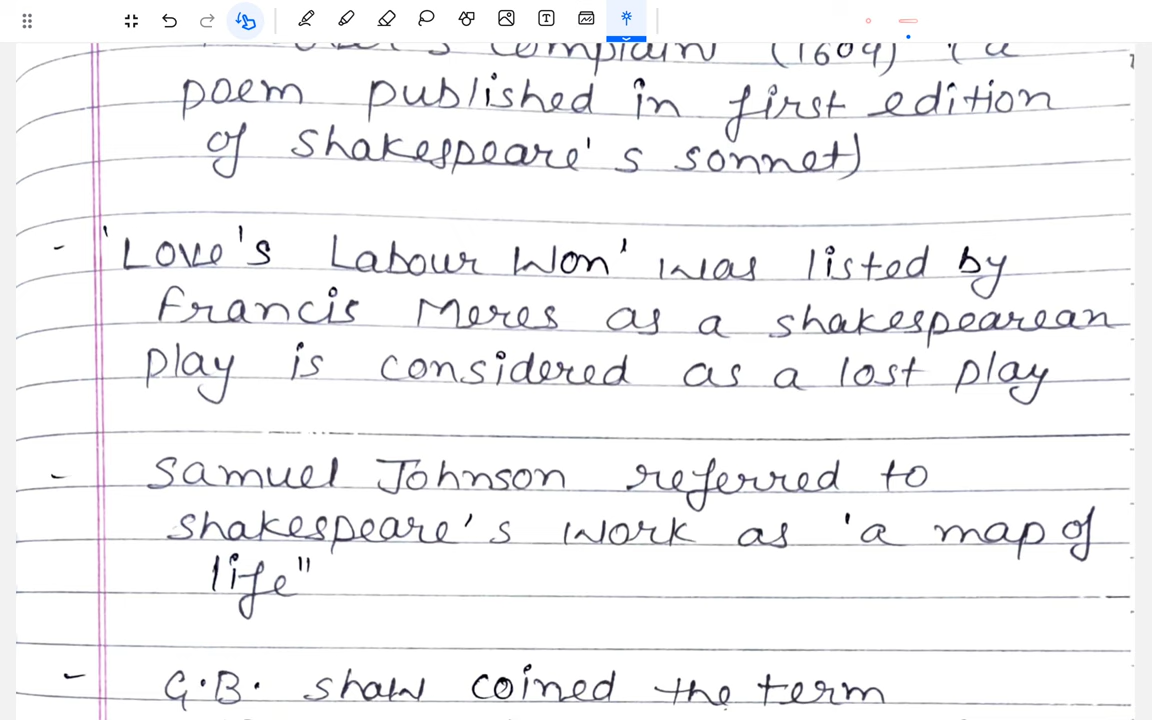 Complain (1609) (a
poem published in first edition
of Shakespeare's sonnet)
- 'Love's Labour Won' was listed by
Francis Meres as a shakespearean
play is considered as a lost play
- Samuel Johnson referred to
shakespeare's work as 'a map of
life"
- G.B. Shaw coined the term